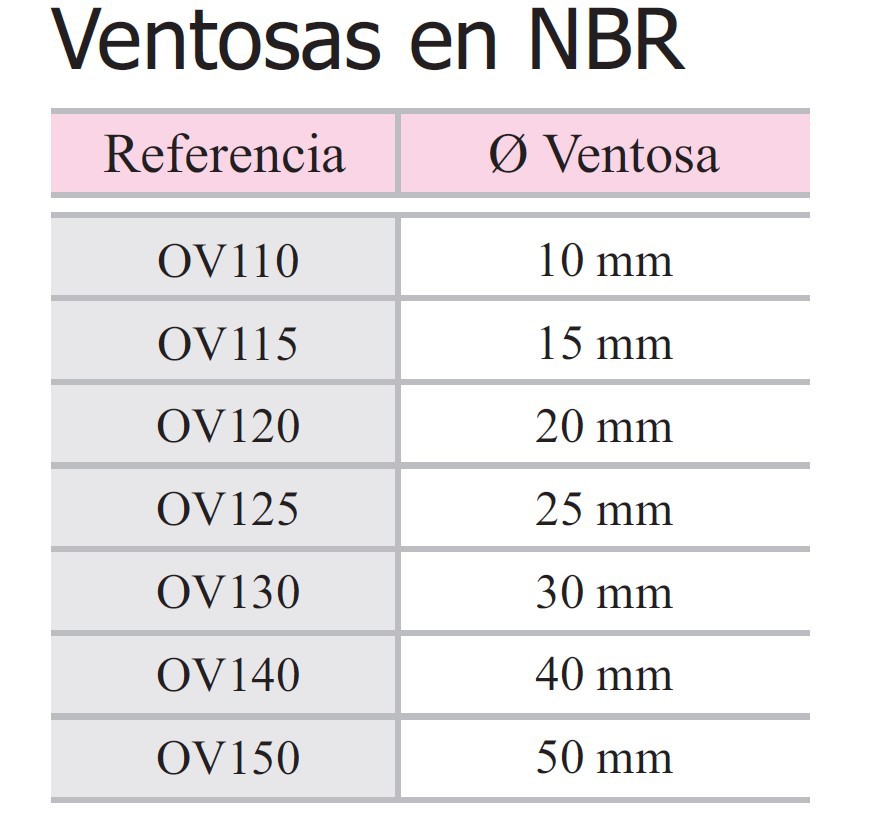 Ventosas en NBR
Referencia Ø Ventosa
OV110 10 mm
OV115 15 mm
OV120 20 mm
OV125 25 mm
OV130 30 mm
OV140 40 mm
OV150 50 mm